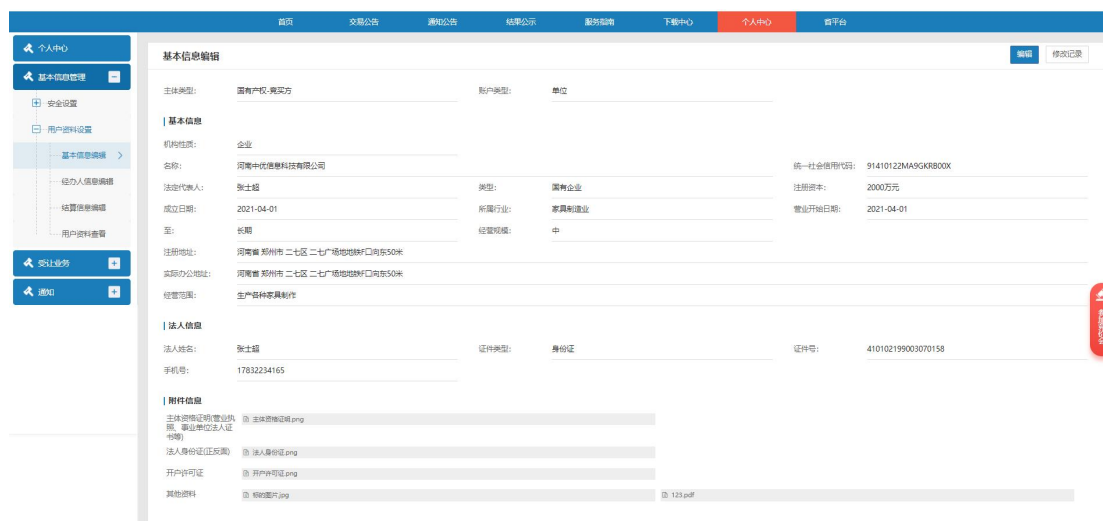 首页 交易公告 通知公告 结果公示 服务指南 下载中心 个人中心 省平台
个人中心
基本信息管理
安全设置
用户资料设置
基本信息编辑
经办人信息编辑
结算信息编辑
用户资料查看
受让业务
通知
基本信息编辑 编辑 修改记录
主体类型: 国有产权-竞买方 账户类型: 单位
基本信息
机构性质: 企业
名称: 河南中优信息科技有限公司 统一社会信用代码: 91410122MA9GKRB00X
法定代表人: 张士超 类型: 国有企业 注册资本: 2000万元
成立日期: 2021-04-01 所属行业: 家具制造业 营业开始日期: 2021-04-01
至: 长期 经营规模: 中
注册地址: 河南省 郑州市 二七区 二七广场地地铁F口向东50米
实际办公地址: 河南省 郑州市 二七区 二七广场地地铁F口向东50米
经营范围: 生产各种家具制作
法人信息
法人姓名: 张士超 证件类型: 身份证 证件号: 410102199003070158
手机号: 17832234165
附件信息
主体资格证明(营业执照、事业单位法人证书等) 主体资格证明.png
法人身份证(正反面) 法人身份证.png
开户许可证 开户许可证.png
其他资料 标的图片.jpg 123.pdf